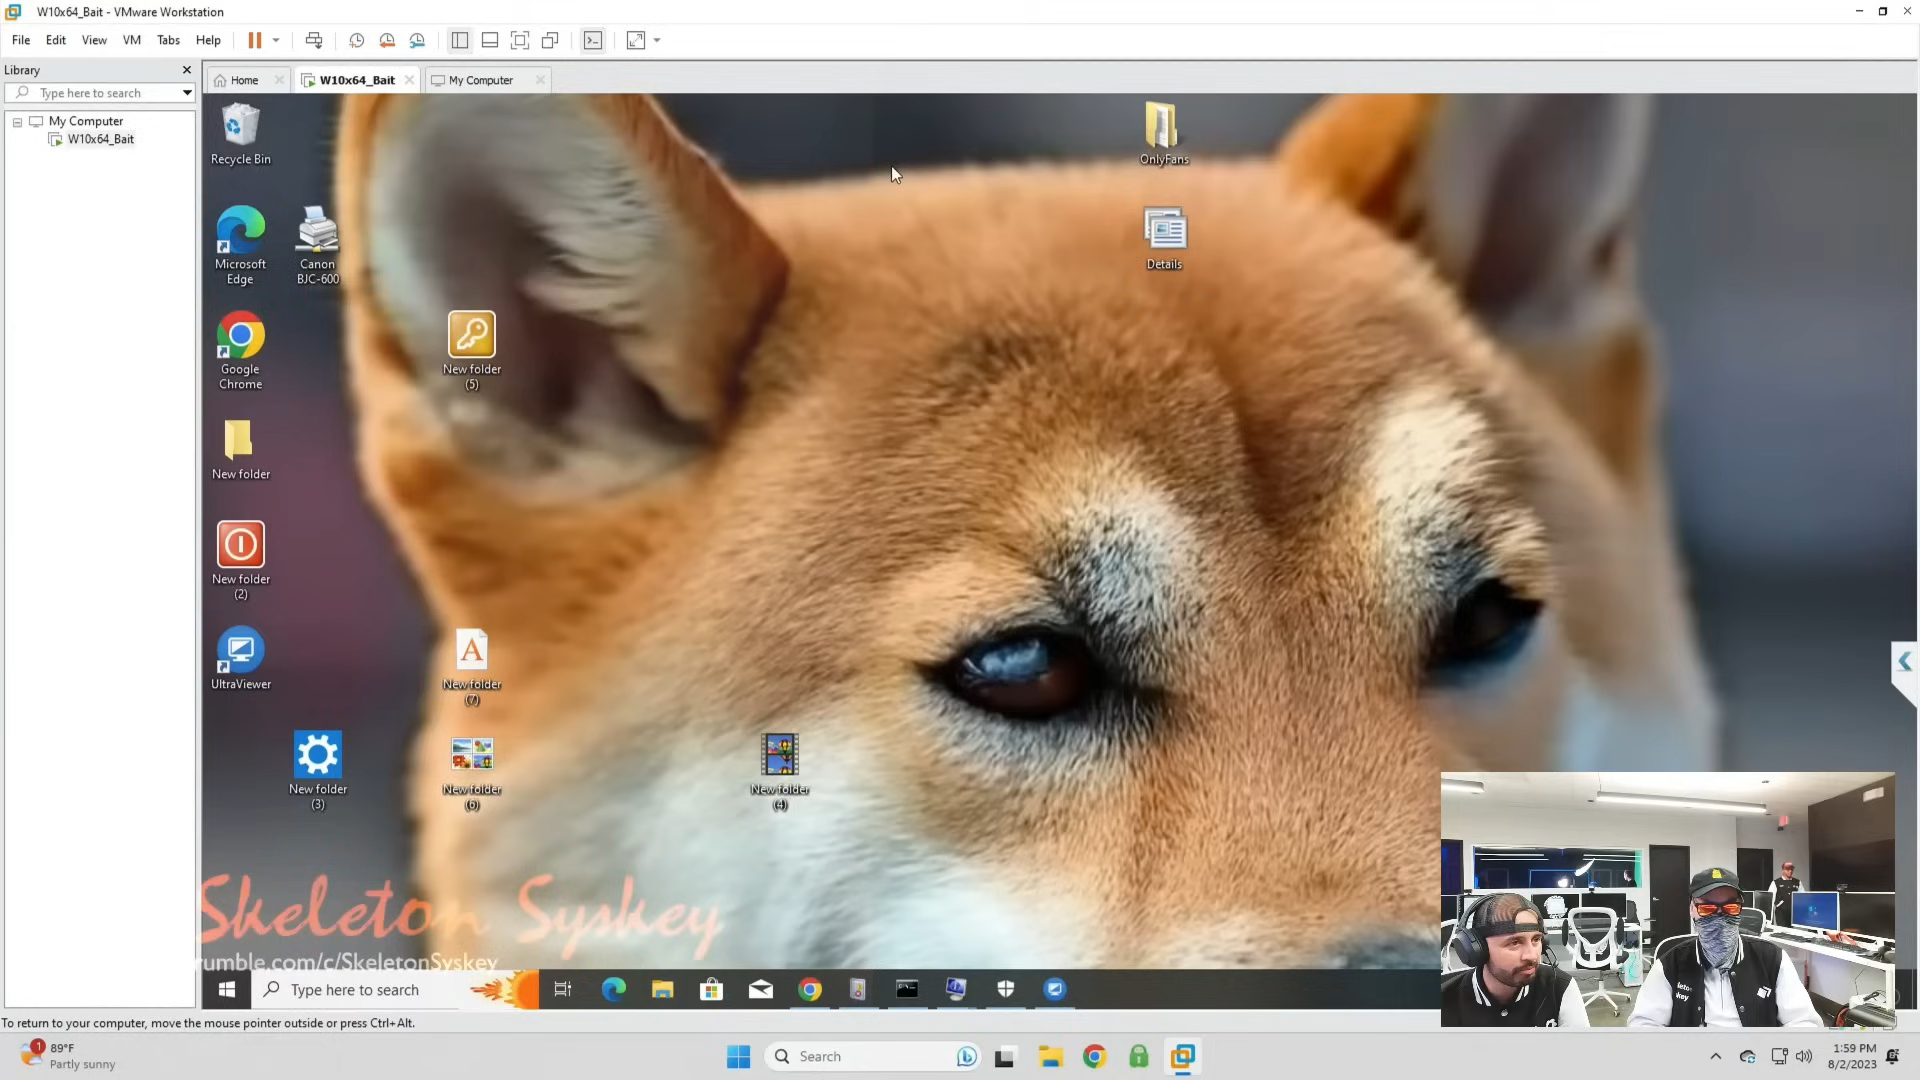 W10x64_Bait - VMware Workstation
File Edit View VM Tabs Help
Library
Type here to search
My Computer
W10x64_Bait
Home
W10x64_Bait
My Computer
Recycle Bin
OnlyFans
Microsoft
Edge
Canon
BJC-600
Details
Google
Chrome
New folder
(5)
New folder
New folder
(2)
UltraViewer
New folder
(7)
New folder
(3)
New folder
(6)
New folder
(4)
Skeleton Syskey
rumble.com/c/SkeletonSyskey
Type here to search
To return to your computer, move the mouse pointer outside or press Ctrl+Alt.
1
89°F
Partly sunny
Search
1:59 PM
8/2/2023